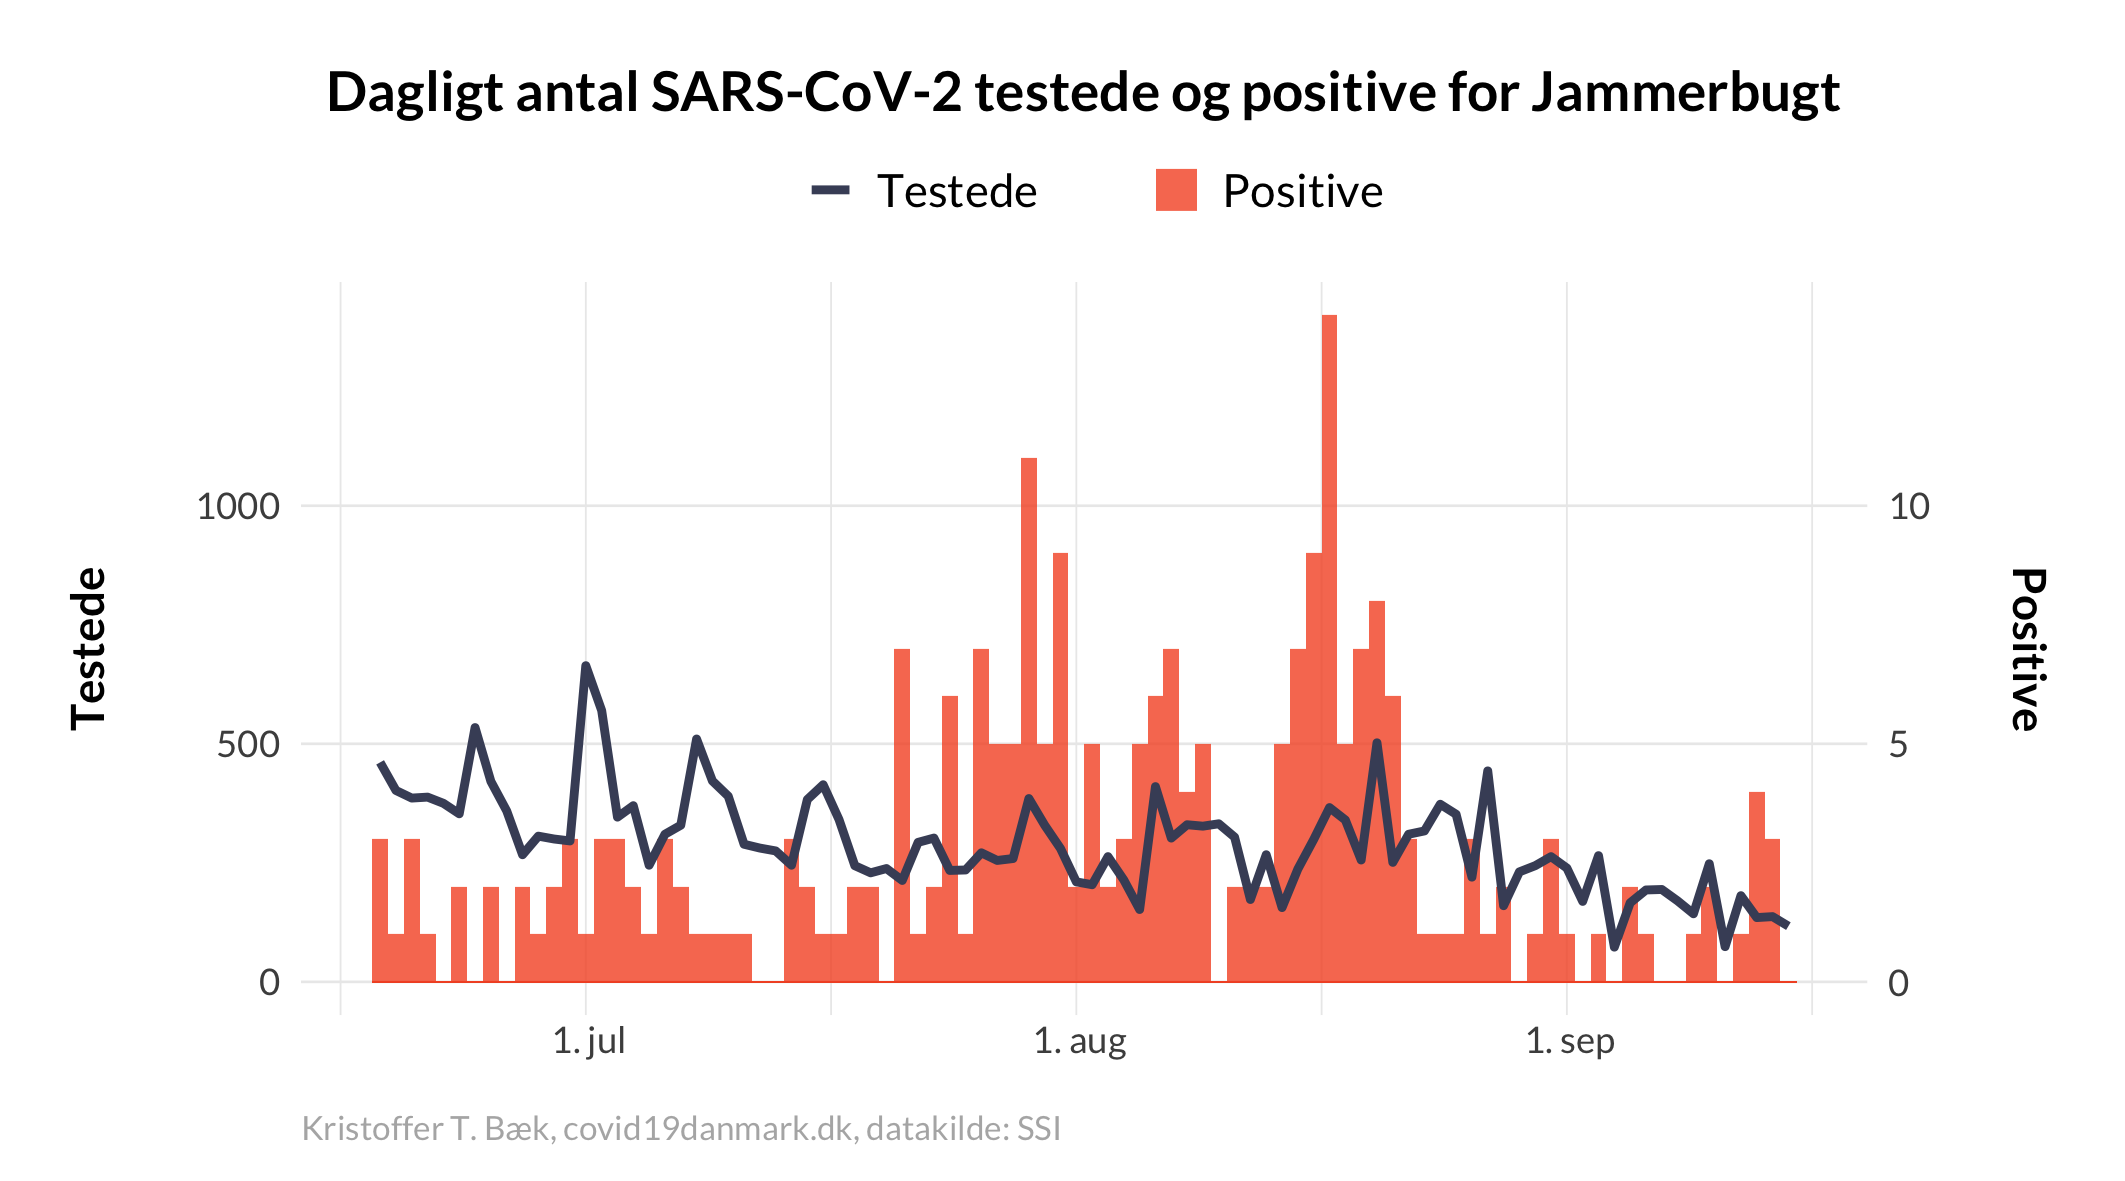 Dagligt antal SARS-CoV-2 testede og positive for Jammerbugt
Testede
Positive
1000
500
0
Testede
10
5
0
Positive
1. jul
1. aug
1. sep
Kristoffer T. Bæk, covid19danmark.dk, datakilde: SSI